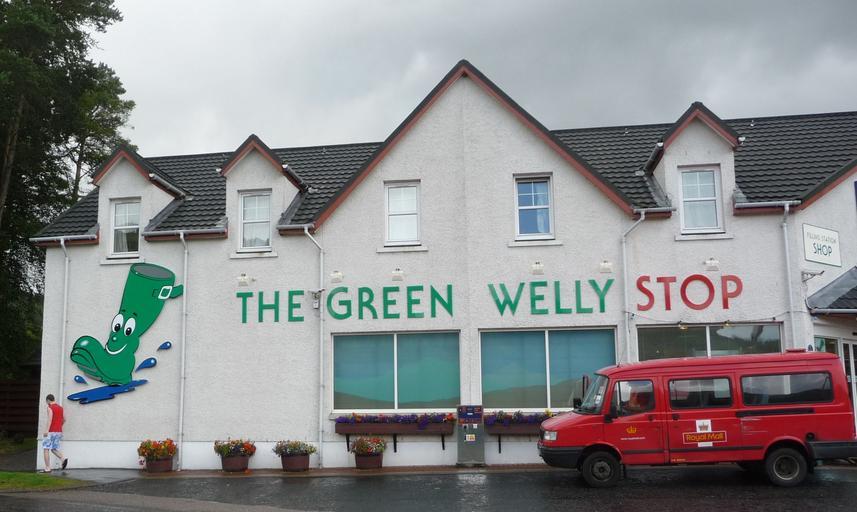 THE GREEN WELLY STOP
FILLING STATION
SHOP
Royal Mail